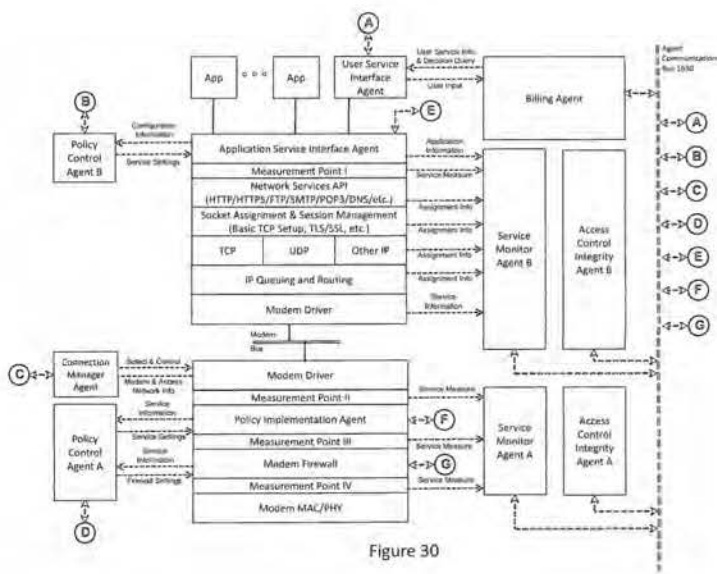 A
Agent
Communication
Bus 1630
User Service Info
& Decision Query
App
App
User Service
Interface
Agent
User Input
Billing Agent
B
E
Configuration
Information
Application
Information
A
Policy
Control
Agent B
Service Settings
Application Service Interface Agent
Measurement Point I
Service Measure
B
Network Services API
(HTTP/HTTPS/FTP/SMTP/POP3/DNS/etc.)
Assignment Info
C
Socket Assignment & Session Management
(Basic TCP Setup, TLS/SSL, etc.)
Assignment Info
D
TCP
UDP
Other IP
Assignment Info
Service
Monitor
Agent B
Access
Control
Integrity
Agent B
E
IP Queuing and Routing
Assignment Info
F
Modem Driver
Service
Information
G
Modem
Bus
C
Connection
Manager
Agent
Select & Control
Modem & Access
Network Info
Modem Driver
Measurement Point II
Service Measure
Service
Information
Policy Implementation Agent
F
Policy
Control
Agent A
Service Settings
Measurement Point III
Service Measure
Service
Monitor
Agent A
Access
Control
Integrity
Agent A
Service
Information
Modem Firewall
G
Firewall Settings
Measurement Point IV
Service Measure
Modem MAC/PHY
D
Figure 30